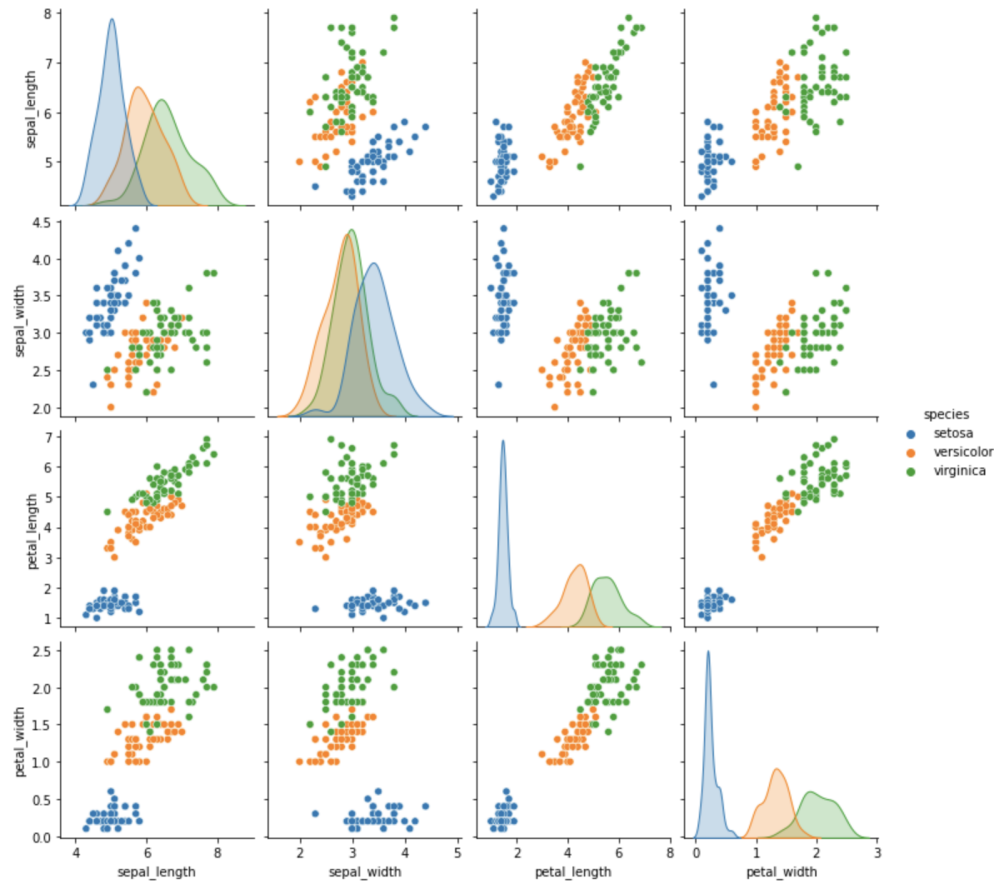 8
7
6
5
sepal_length
4.5
4.0
3.5
3.0
2.5
2.0
sepal_width
species
setosa
versicolor
virginica
7
6
5
4
3
2
1
petal_length
2.5
2.0
1.5
1.0
0.5
0.0
petal_width
4 6 8
2 3 4 5
2 4 6 8
0 1 2 3
sepal_length
sepal_width
petal_length
petal_width